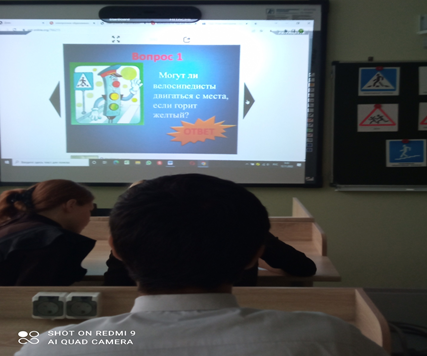 Вопрос 1
Могут ли
велосипедисты
двигаться с места,
если горит
желтый?
ОТВЕТ
SHOT ON REDMI 9
AI QUAD CAMERA